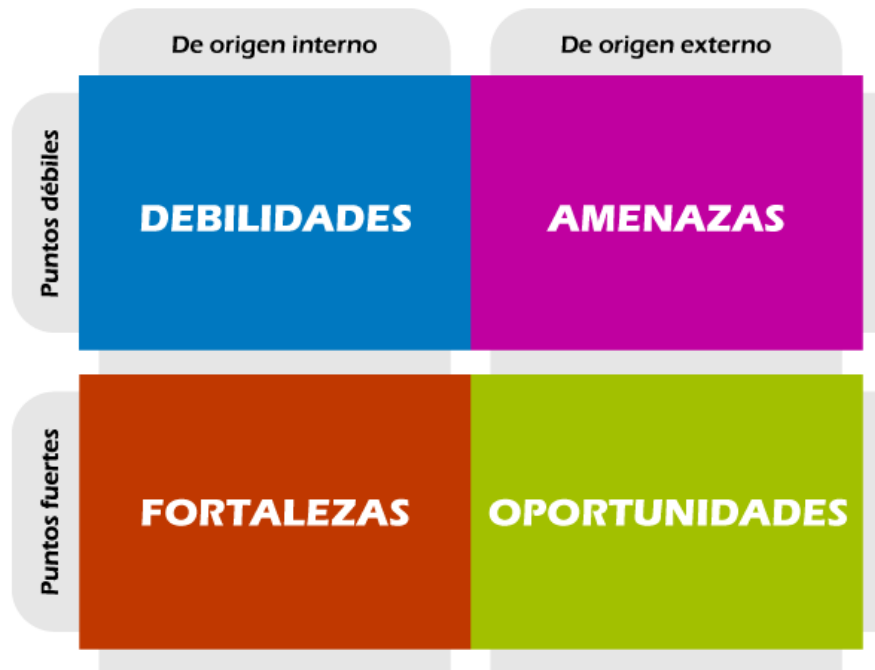 De origen interno
De origen externo
Puntos débiles
DEBILIDADES
AMENAZAS
Puntos fuertes
FORTALEZAS
OPORTUNIDADES